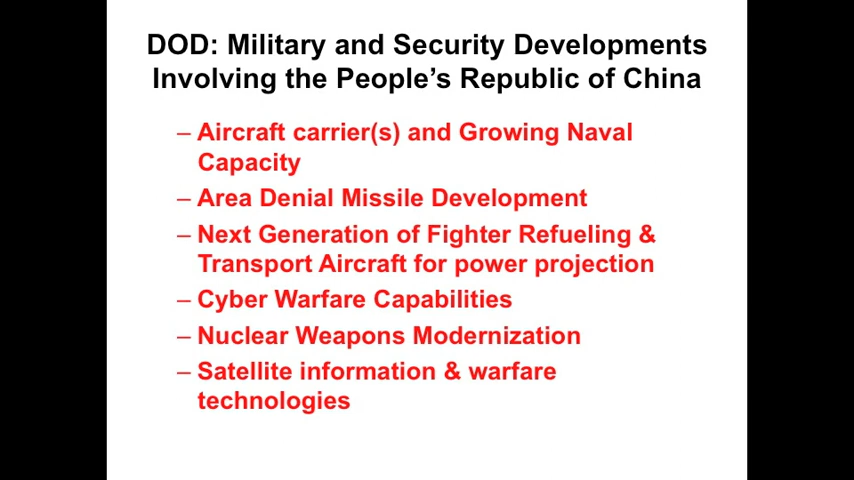 DOD: Military and Security Developments
Involving the People’s Republic of China
– Aircraft carrier(s) and Growing Naval
Capacity
– Area Denial Missile Development
– Next Generation of Fighter Refueling &
Transport Aircraft for power projection
– Cyber Warfare Capabilities
– Nuclear Weapons Modernization
– Satellite information & warfare
technologies